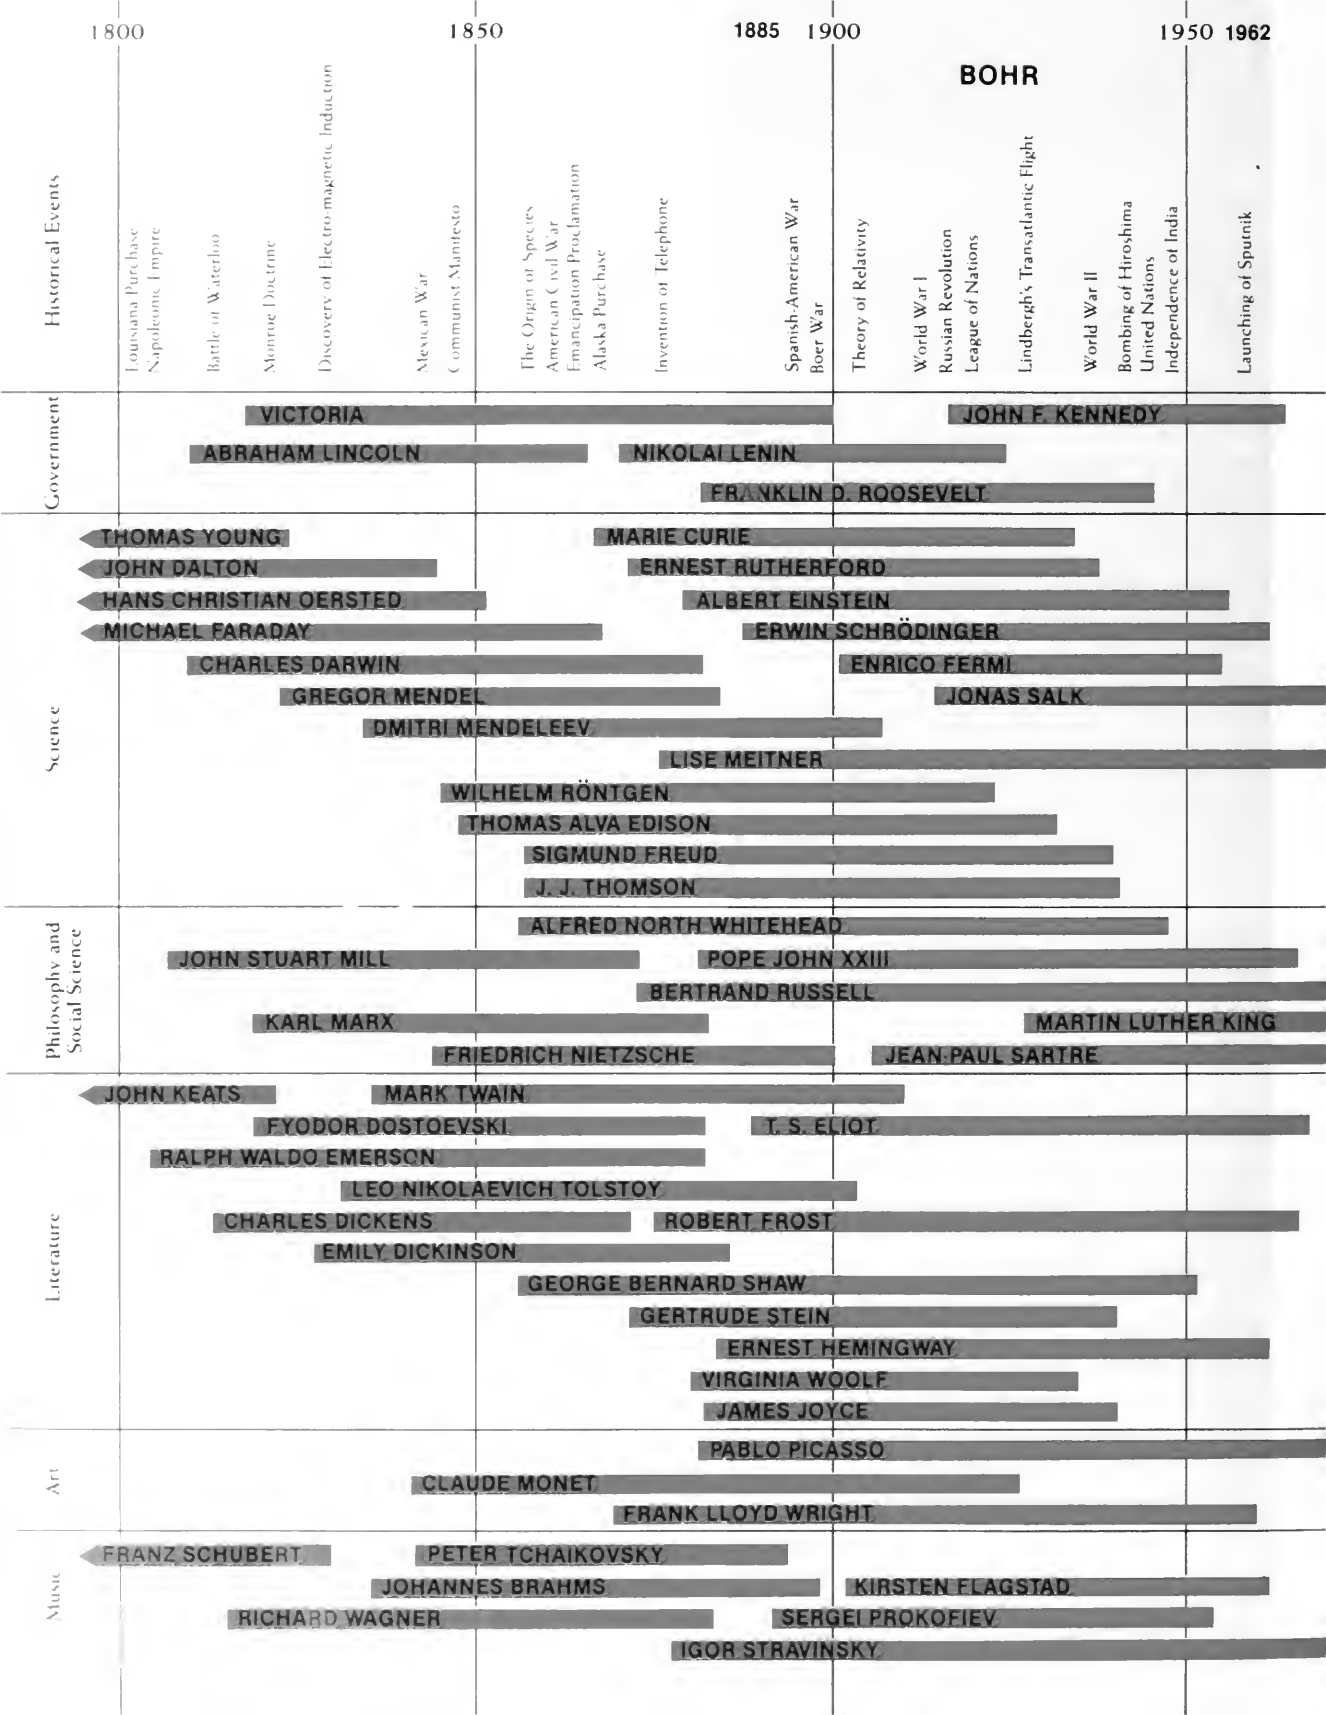 1800 1850 1885 1900 1950 1962
BOHR
Historical Events
Louisiana Purchase
Napoleonic Empire
Battle of Waterloo
Monroe Doctrine
Discovery of Electro-magnetic Induction
Mexican War
Communist Manifesto
The Origin of Species
American Civil War
Emancipation Proclamation
Alaska Purchase
Invention of Telephone
Spanish-American War
Boer War
Theory of Relativity
World War I
Russian Revolution
League of Nations
Lindbergh's Transatlantic Flight
World War II
Bombing of Hiroshima
United Nations
Independence of India
Launching of Sputnik
Government
VICTORIA JOHN F. KENNEDY
ABRAHAM LINCOLN NIKOLAI LENIN
FRANKLIN D. ROOSEVELT
Science
THOMAS YOUNG MARIE CURIE
JOHN DALTON ERNEST RUTHERFORD
HANS CHRISTIAN OERSTED ALBERT EINSTEIN
MICHAEL FARADAY ERWIN SCHRÖDINGER
CHARLES DARWIN ENRICO FERMI
GREGOR MENDEL JONAS SALK
DMITRI MENDELEEV
LISE MEITNER
WILHELM RÖNTGEN
THOMAS ALVA EDISON
SIGMUND FREUD
J. J. THOMSON
Philosophy and
Social Science
ALFRED NORTH WHITEHEAD
JOHN STUART MILL POPE JOHN XXIII
BERTRAND RUSSELL
KARL MARX MARTIN LUTHER KING
FRIEDRICH NIETZSCHE JEAN-PAUL SARTRE
Literature
JOHN KEATS MARK TWAIN
FYODOR DOSTOEVSKI T. S. ELIOT
RALPH WALDO EMERSON
LEO NIKOLAEVICH TOLSTOY
CHARLES DICKENS ROBERT FROST
EMILY DICKINSON
GEORGE BERNARD SHAW
GERTRUDE STEIN
ERNEST HEMINGWAY
VIRGINIA WOOLF
JAMES JOYCE
Art
PABLO PICASSO
CLAUDE MONET
FRANK LLOYD WRIGHT
Music
FRANZ SCHUBERT PETER TCHAIKOVSKY
JOHANNES BRAHMS KIRSTEN FLAGSTAD
RICHARD WAGNER SERGEI PROKOFIEV
IGOR STRAVINSKY